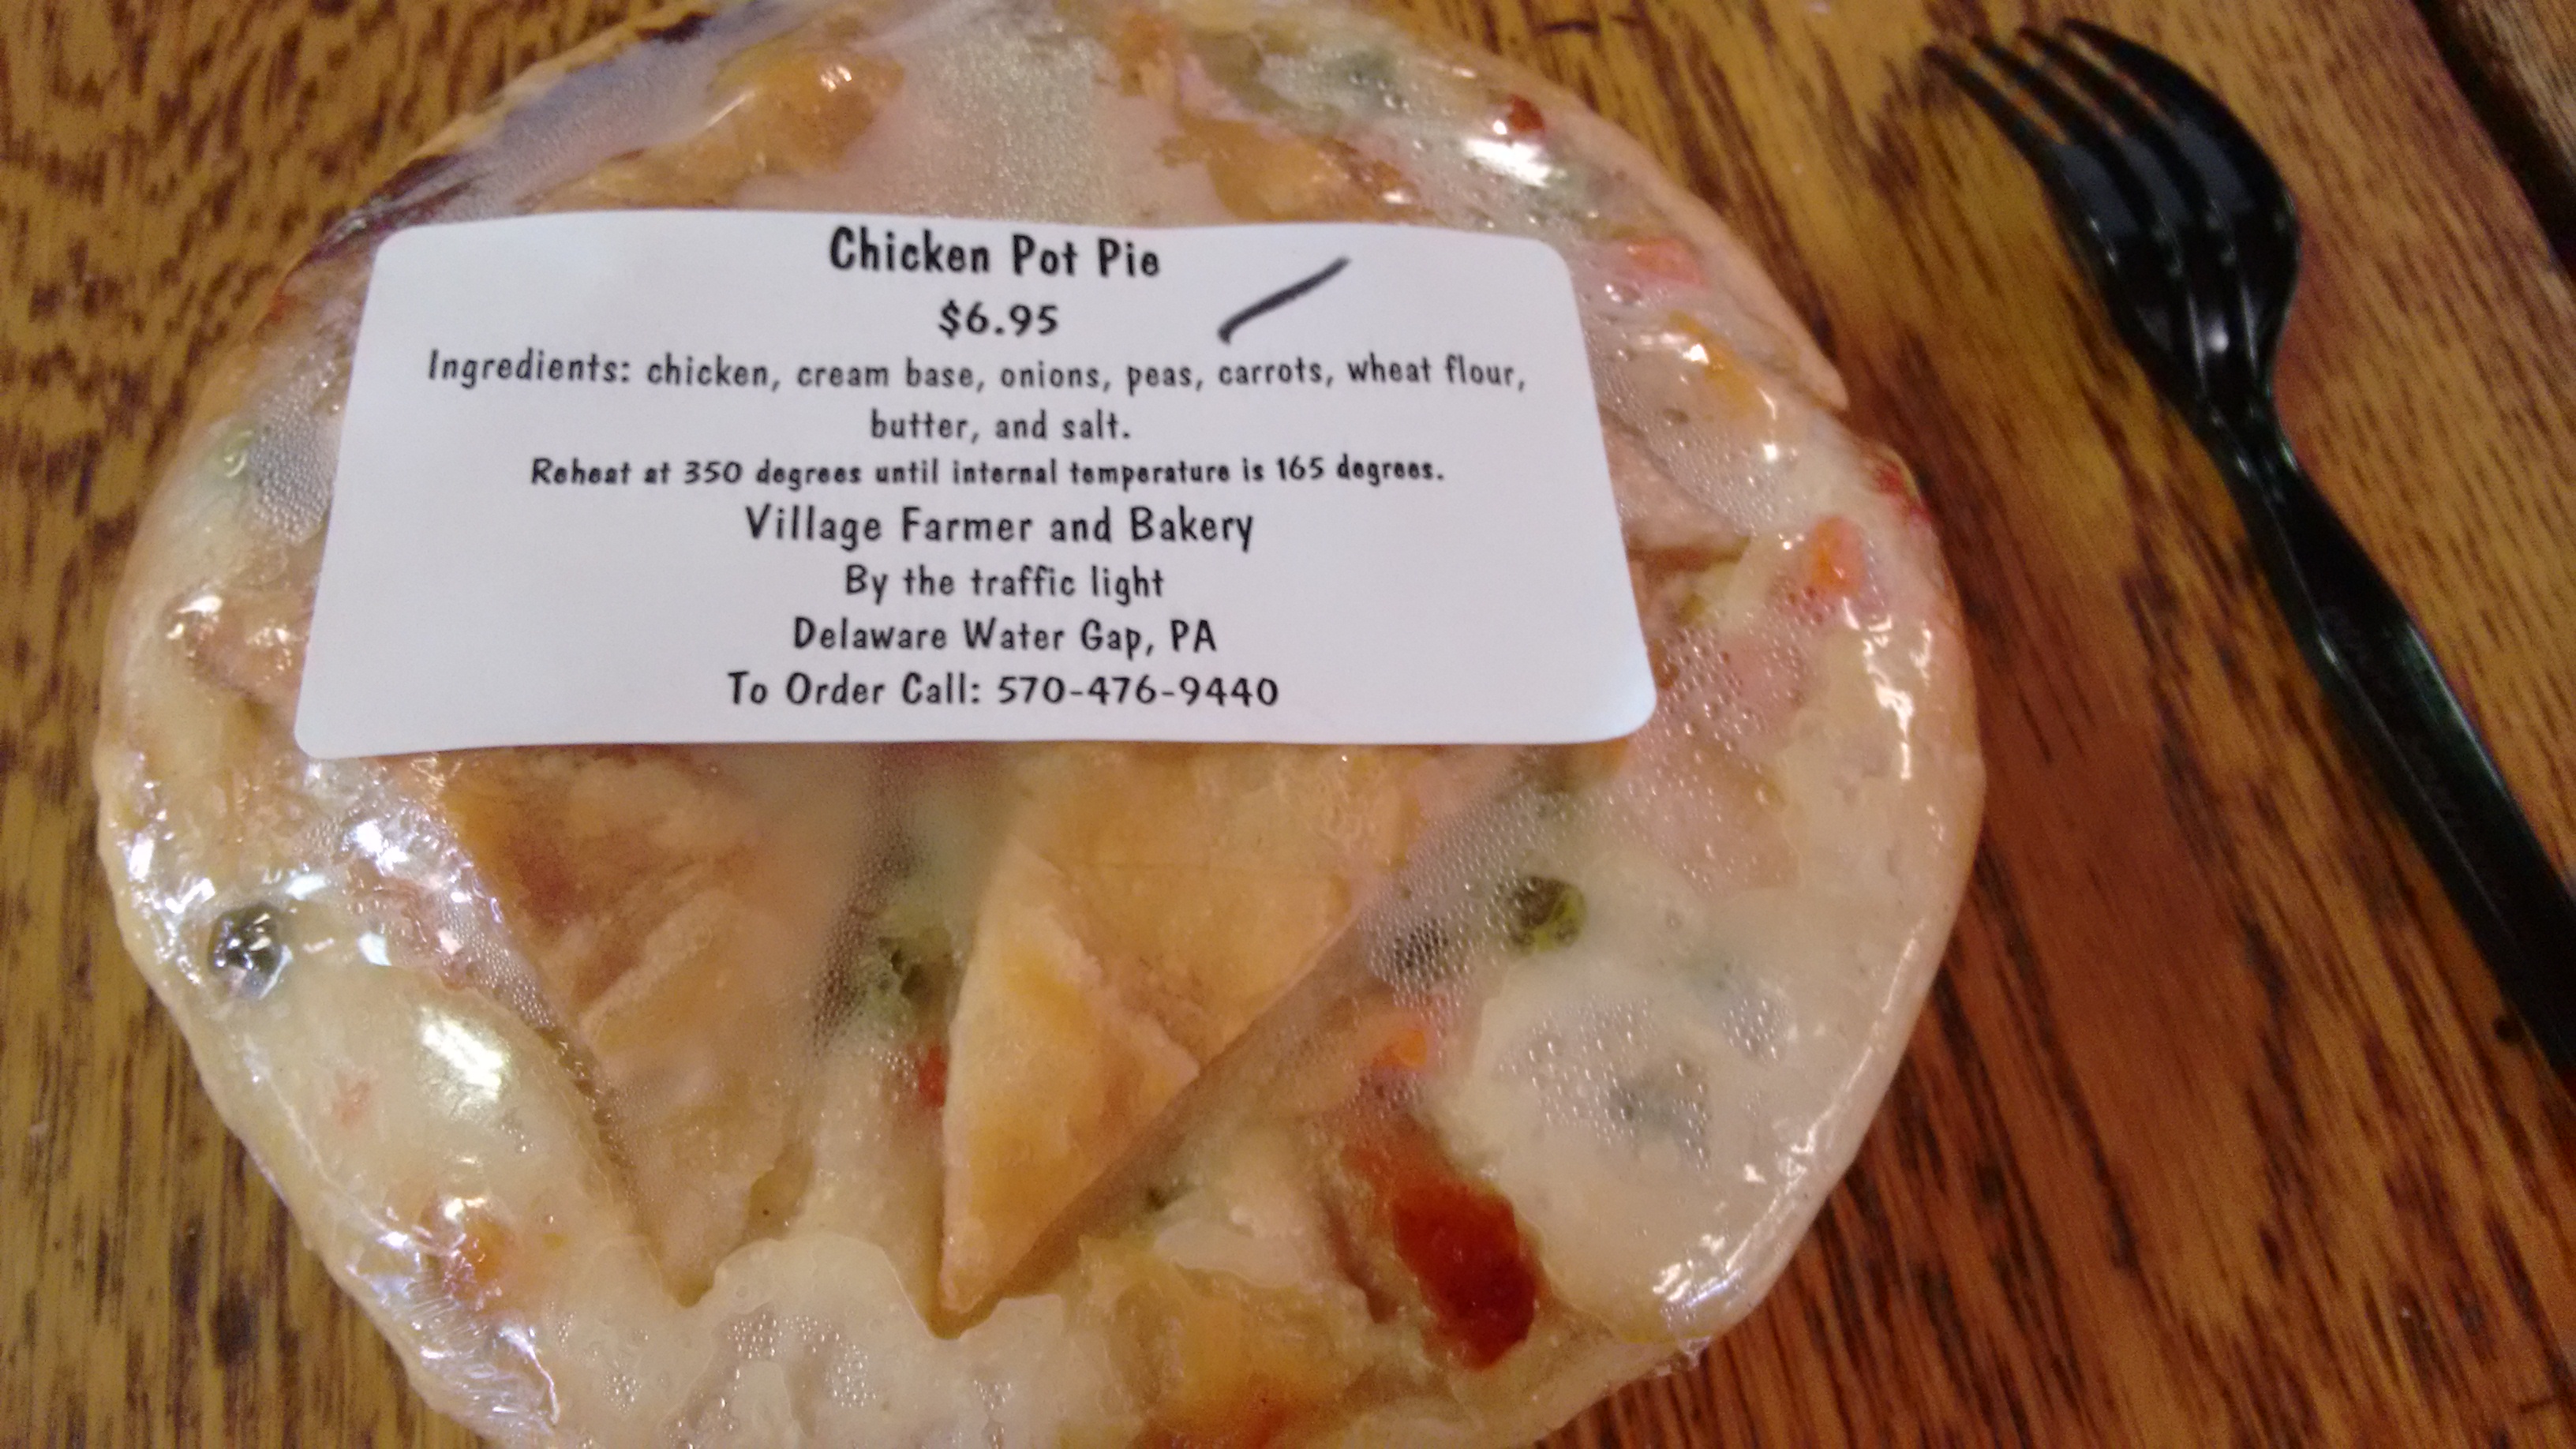 Chicken Pot Pie
$6.95
Ingredients: chicken, cream base, onions, peas, carrots, wheat flour,
butter, and salt.
Reheat at 350 degrees until internal temperature is 165 degrees.
Village Farmer and Bakery
By the traffic light
Delaware Water Gap, PA
To Order Call: 570-476-9440